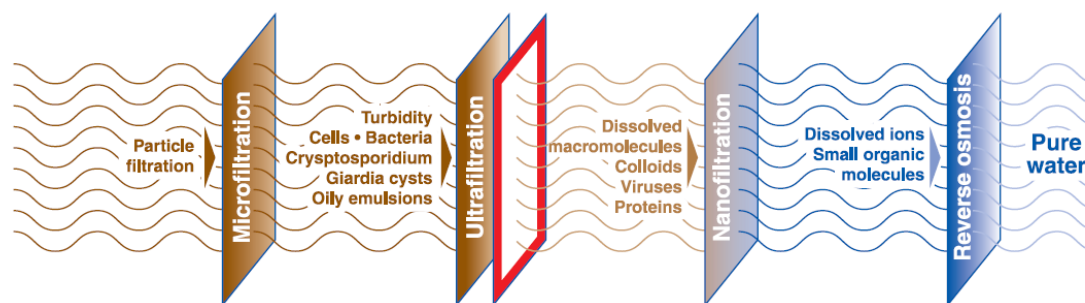 Particle
filtration
Microfiltration
Turbidity
Cells • Bacteria
Crysptosporidium
Giardia cysts
Oily emulsions
Ultrafiltration
Dissolved
macromolecules
Colloids
Viruses
Proteins
Nanofiltration
Dissolved ions
Small organic
molecules
Reverse osmosis
Pure
water